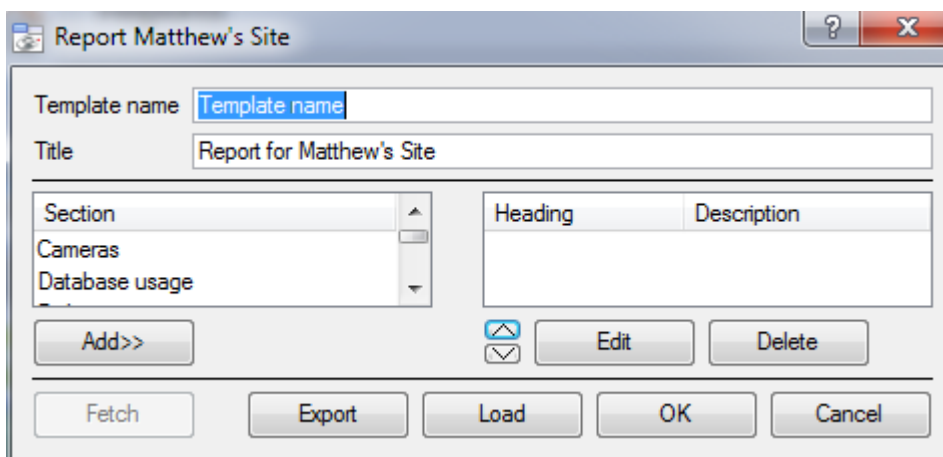 Report Matthew's Site
Template name Template name
Title Report for Matthew's Site
Section Heading Description
Cameras
Database usage
Add>> Edit Delete
Fetch Export Load OK Cancel